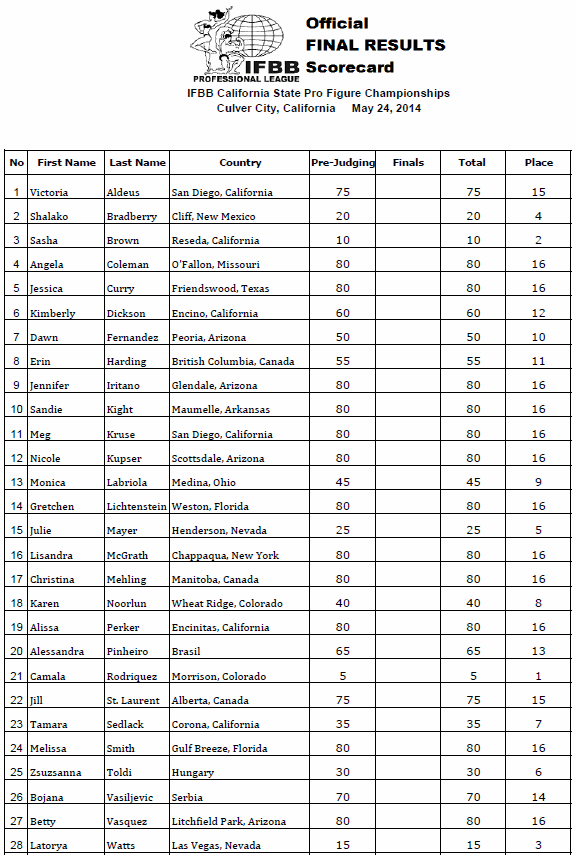 Official
FINAL RESULTS
IFBB Scorecard
PROFESSIONAL LEAGUE
IFBB California State Pro Figure Championships
Culver City, California May 24, 2014
No First Name Last Name Country Pre-Judging Finals Total Place
1 Victoria Aldeus San Diego, California 75 75 15
2 Shalako Bradberry Cliff, New Mexico 20 20 4
3 Sasha Brown Reseda, California 10 10 2
4 Angela Coleman O'Fallon, Missouri 80 80 16
5 Jessica Curry Friendswood, Texas 80 80 16
6 Kimberly Dickson Encino, California 60 60 12
7 Dawn Fernandez Peoria, Arizona 50 50 10
8 Erin Harding British Columbia, Canada 55 55 11
9 Jennifer Iritano Glendale, Arizona 80 80 16
10 Sandie Kight Maumelle, Arkansas 80 80 16
11 Meg Kruse San Diego, California 80 80 16
12 Nicole Kupser Scottsdale, Arizona 80 80 16
13 Monica Labriola Medina, Ohio 45 45 9
14 Gretchen Lichtenstein Weston, Florida 80 80 16
15 Julie Mayer Henderson, Nevada 25 25 5
16 Lisandra McGrath Chappaqua, New York 80 80 16
17 Christina Mehling Manitoba, Canada 80 80 16
18 Karen Noorlun Wheat Ridge, Colorado 40 40 8
19 Alissa Perker Encinitas, California 80 80 16
20 Alessandra Pinheiro Brasil 65 65 13
21 Camala Rodriquez Morrison, Colorado 5 5 1
22 Jill St. Laurent Alberta, Canada 75 75 15
23 Tamara Sedlack Corona, California 35 35 7
24 Melissa Smith Gulf Breeze, Florida 80 80 16
25 Zsuzsanna Toldi Hungary 30 30 6
26 Bojana Vasiljevic Serbia 70 70 14
27 Betty Vasquez Litchfield Park, Arizona 80 80 16
28 Latorya Watts Las Vegas, Nevada 15 15 3